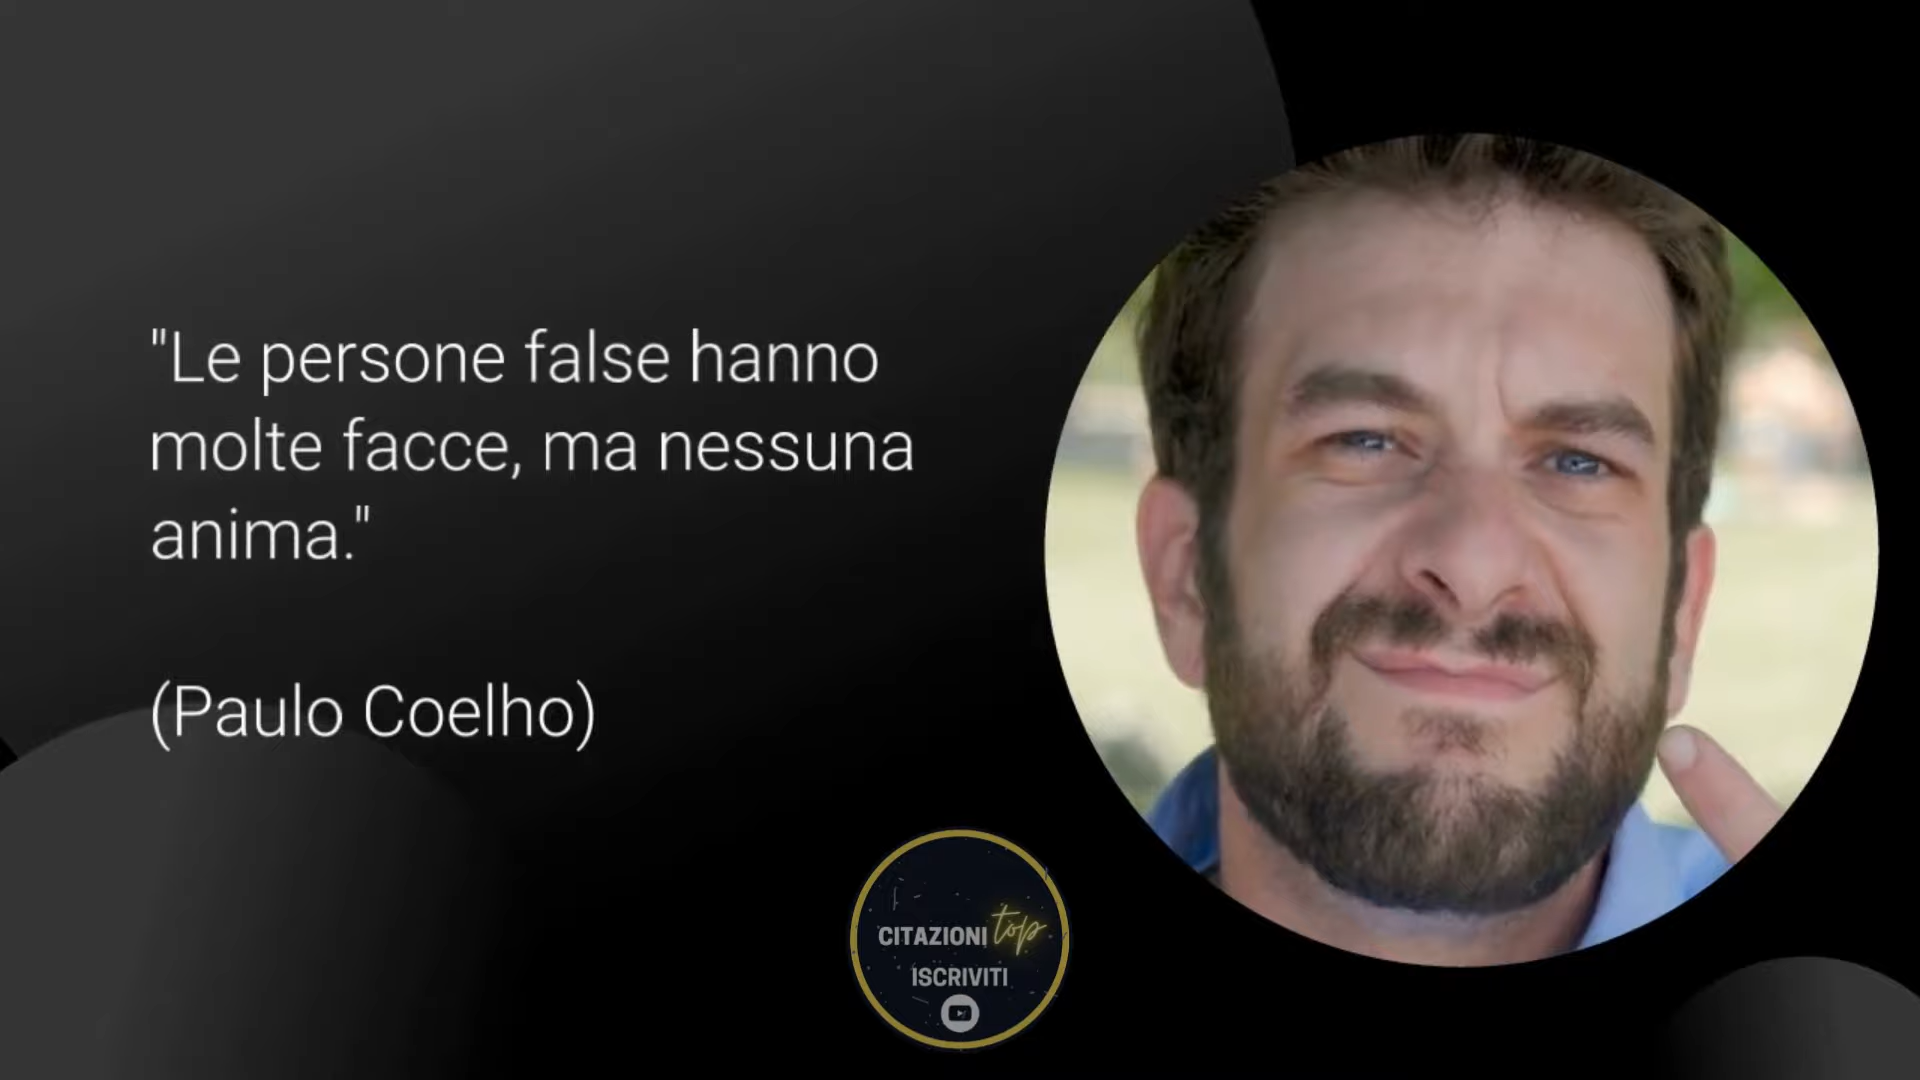 "Le persone false hanno
molte facce, ma nessuna
anima."
(Paulo Coelho)
CITAZIONI top
ISCRIVITI